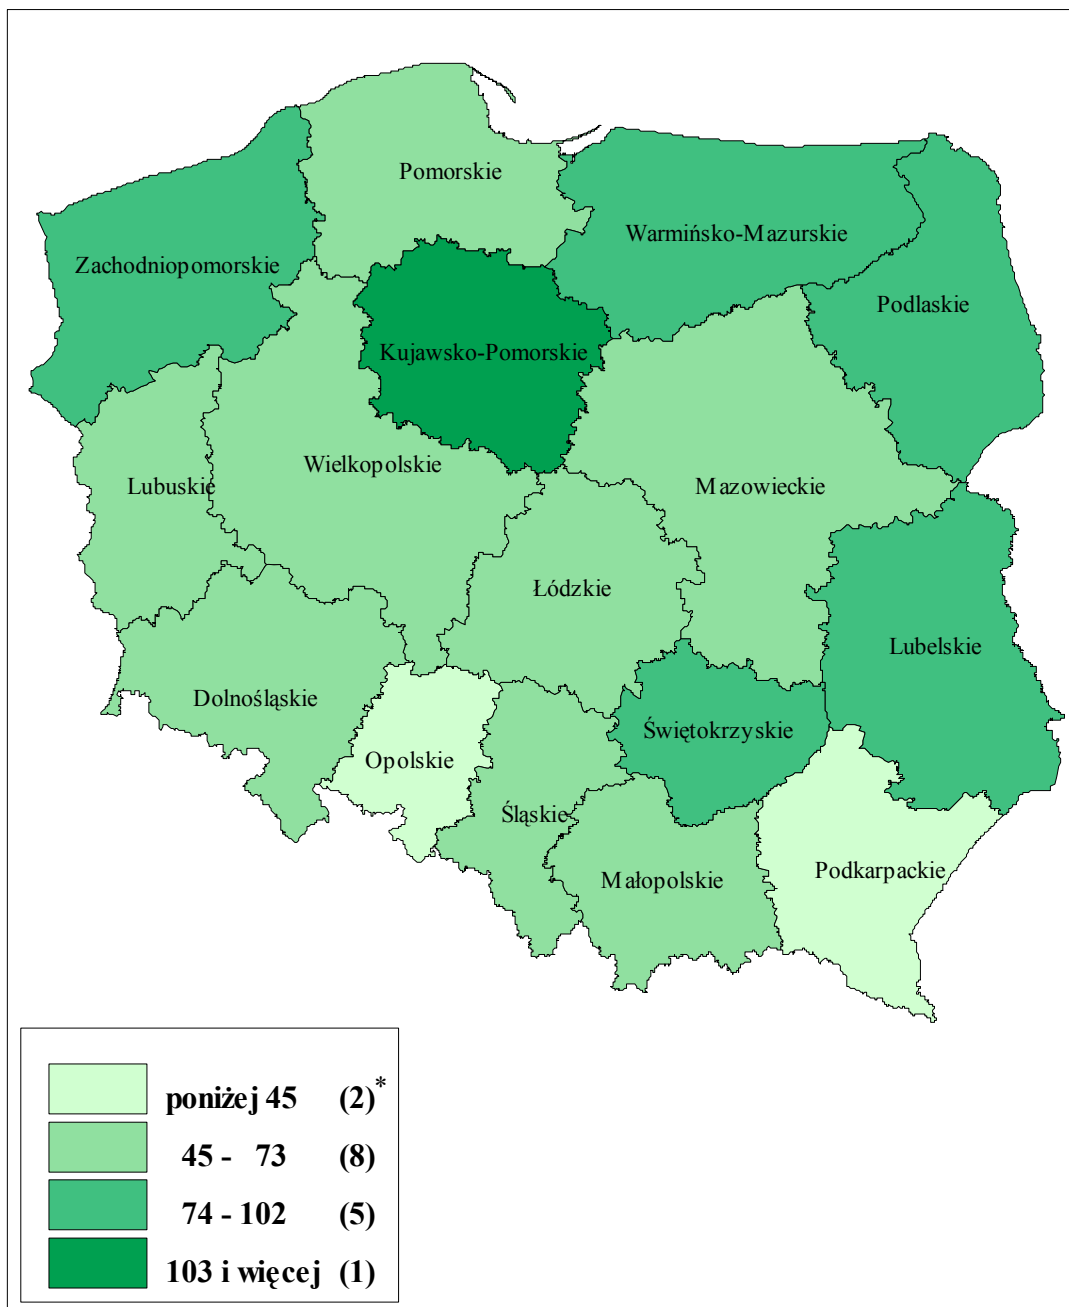 Pomorskie
Warmińsko-Mazurskie
Zachodniopomorskie
Podlaskie
Kujawsko-Pomorskie
Wielkopolskie
Lubuskie
Mazowieckie
Łódzkie
Lubelskie
Dolnośląskie
Świętokrzyskie
Opolskie
Śląskie
Podkarpackie
Małopolskie
poniżej 45 (2)*
45 - 73 (8)
74 - 102 (5)
103 i więcej (1)